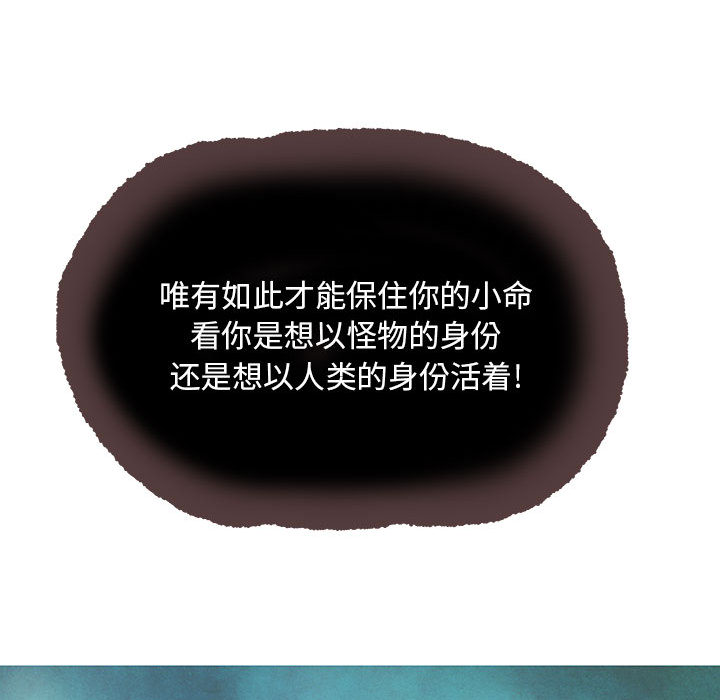 唯有如此才能保住你的小命
看你是想以怪物的身份
还是想以人类的身份活着!